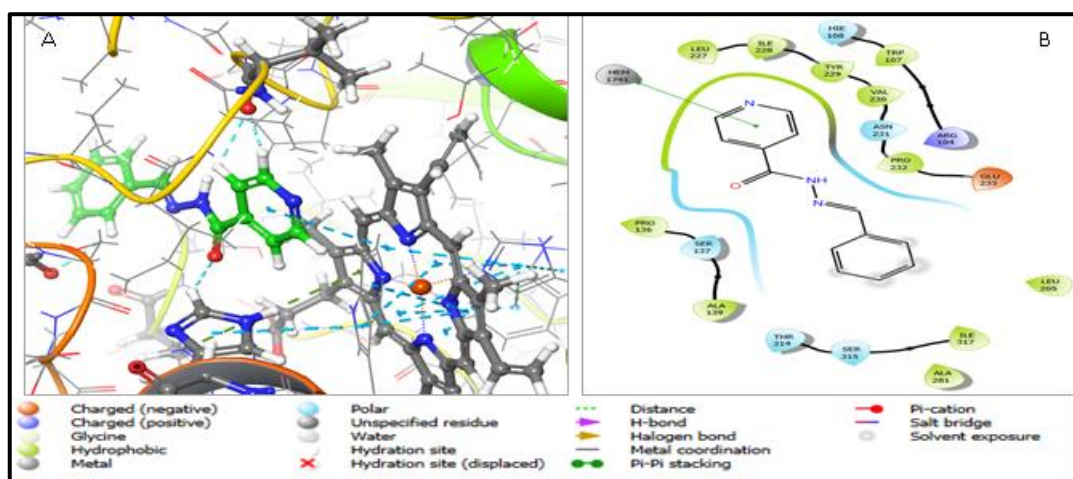 A
B
HIE
108
LEU
227
ILE
228
TRP
107
TYR
229
HEM
1741
VAL
230
ASN
231
ARG
104
PRO
232
GLU
233
N
O
NH
N
PRO
136
SER
137
ALA
139
LEU
265
THR
314
SER
315
ILE
317
ALA
281
Charged (negative)
Charged (positive)
Glycine
Hydrophobic
Metal
Polar
Unspecified residue
Water
Hydration site
Hydration site (displaced)
Distance
H-bond
Halogen bond
Metal coordination
Pi-Pi stacking
Pi-cation
Salt bridge
Solvent exposure